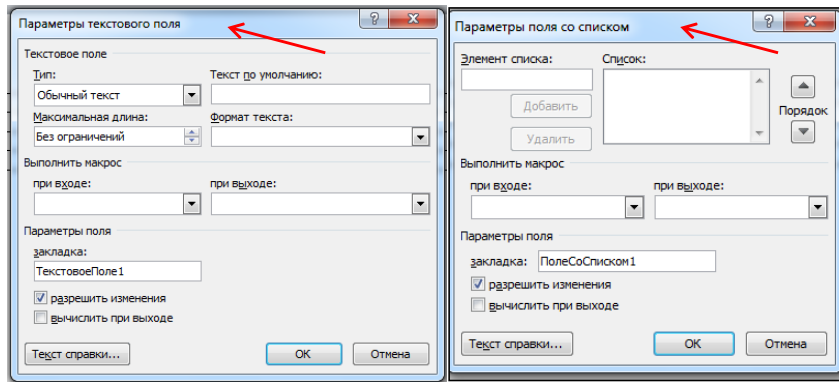 Параметры текстового поля
Текстовое поле
Тип:
Текст по умолчанию:
Обычный текст
Максимальная длина:
Формат текста:
Без ограничений
Выполнить макрос
при входе:
при выходе:
Параметры поля
закладка:
ТекстовоеПоле1
разрешить изменения
вычислить при выходе
Текст справки...
ОК
Отмена
Параметры поля со списком
Элемент списка:
Список:
Добавить
Порядок
Удалить
Выполнить макрос
при входе:
при выходе:
Параметры поля
закладка:
ПолеСоСписком1
разрешить изменения
вычислить при выходе
Текст справки...
ОК
Отмена